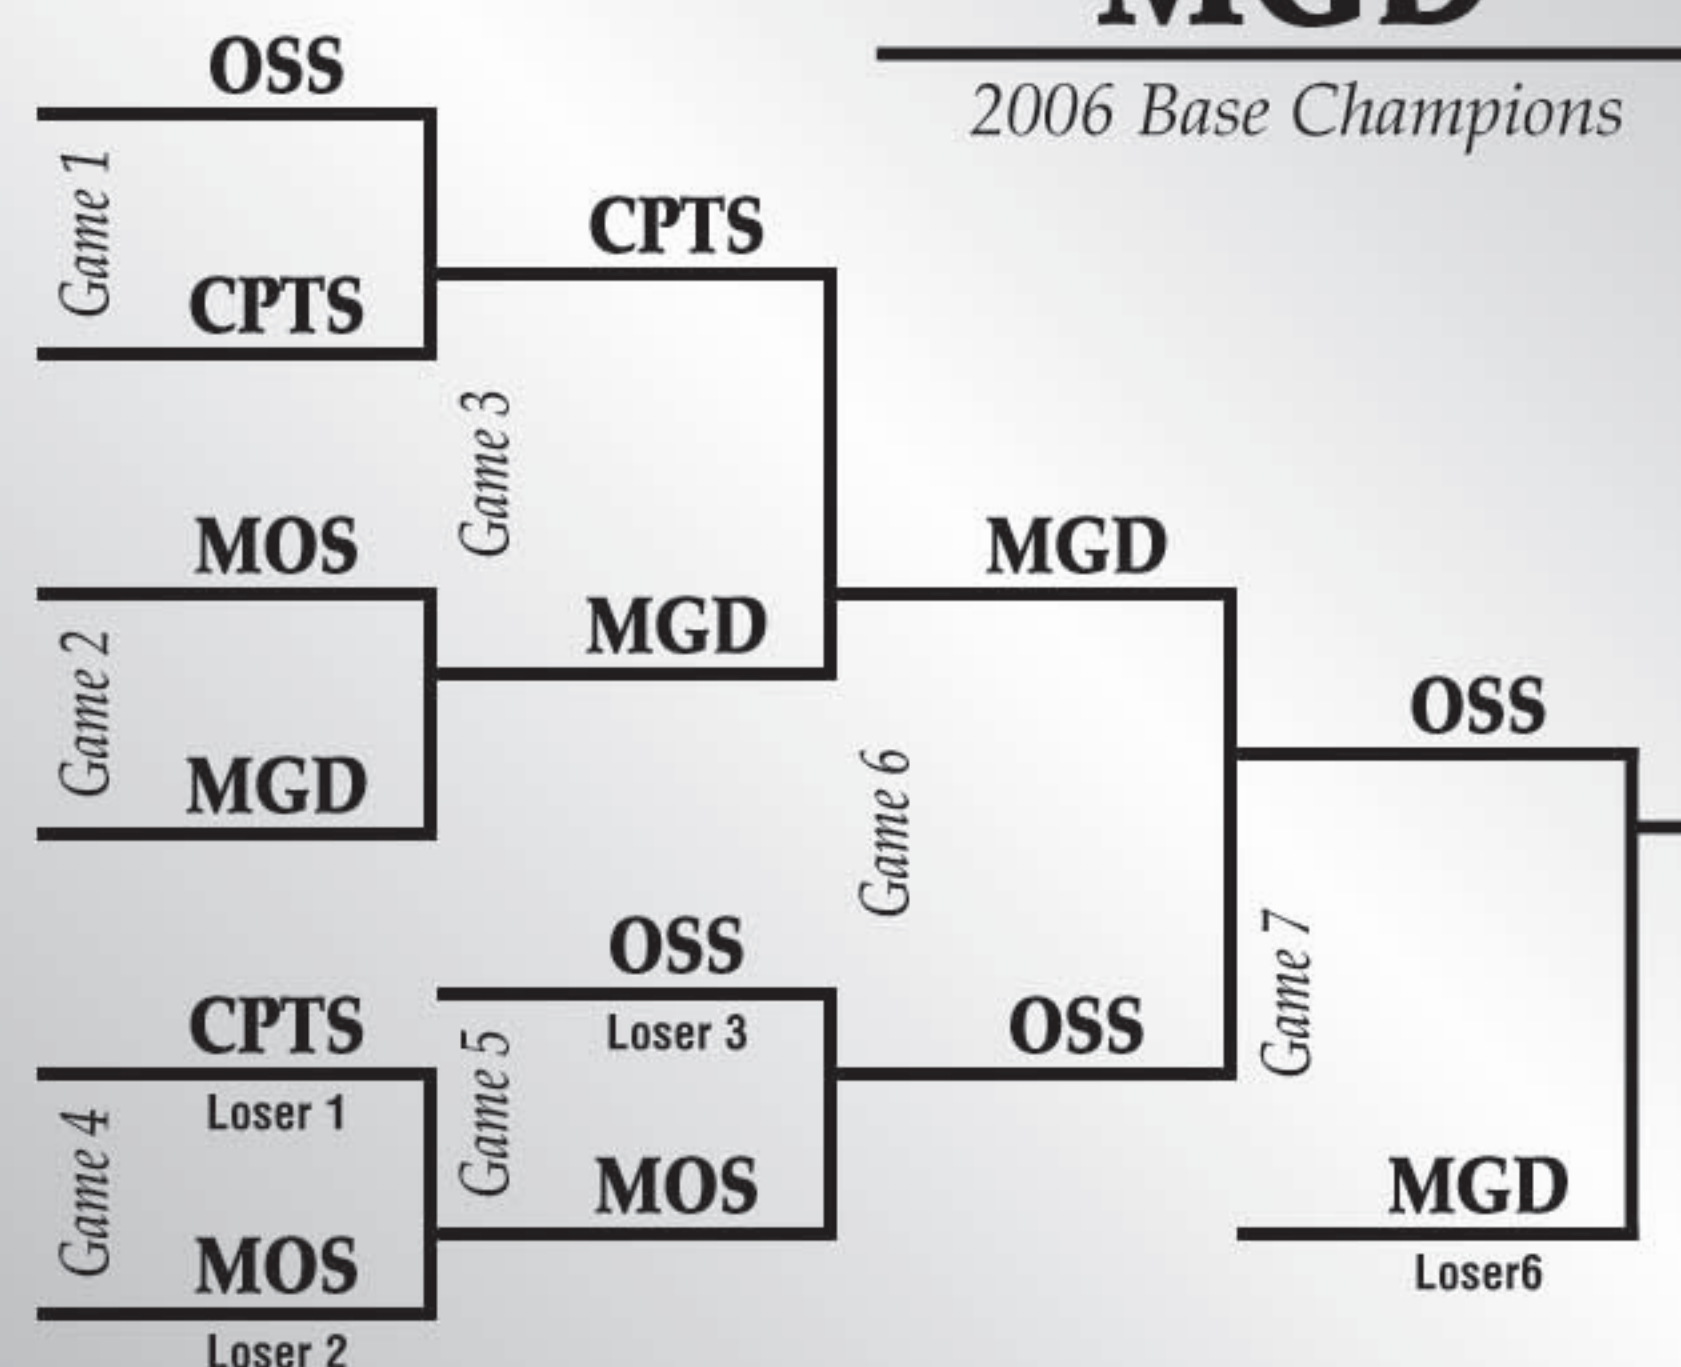 MGD
2006 Base Champions
OSS
Game 1
CPTS
CPTS
Game 3
MOS
Game 2
MGD
MGD
MGD
Game 6
OSS
Game 7
CPTS
Loser 1
Game 4
MOS
Loser 2
OSS
Loser 3
Game 5
MOS
OSS
MGD
Loser6